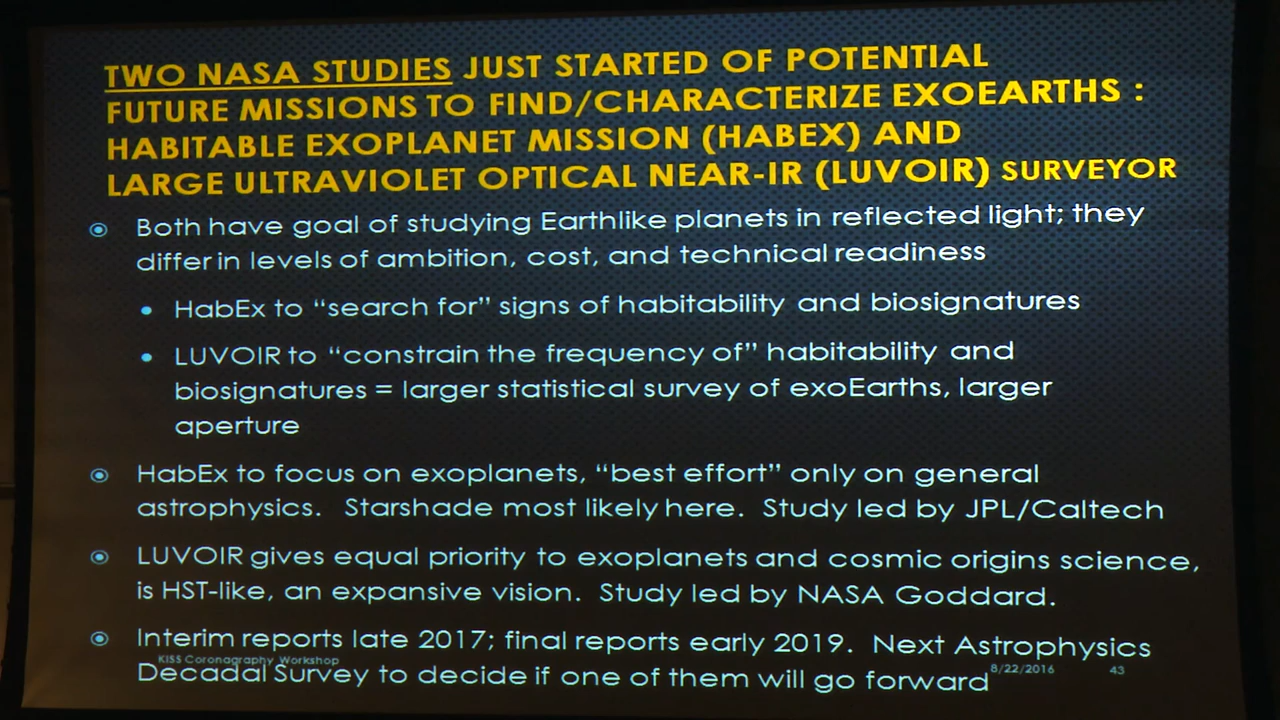 TWO NASA STUDIES JUST STARTED OF POTENTIAL
FUTURE MISSIONS TO FIND/CHARACTERIZE EXOEARTHS :
HABITABLE EXOPLANET MISSION (HABEX) AND
LARGE ULTRAVIOLET OPTICAL NEAR-IR (LUVOIR) SURVEYOR
Both have goal of studying Earthlike planets in reflected light; they
differ in levels of ambition, cost, and technical readiness
HabEx to “search for” signs of habitability and biosignatures
LUVOIR to “constrain the frequency of” habitability and
biosignatures = larger statistical survey of exoEarths, larger
aperture
HabEx to focus on exoplanets, “best effort” only on general
astrophysics. Starshade most likely here. Study led by JPL/Caltech
LUVOIR gives equal priority to exoplanets and cosmic origins science,
is HST-like, an expansive vision. Study led by NASA Goddard.
Interim reports late 2017; final reports early 2019. Next Astrophysics
Decadal Survey to decide if one of them will go forward
KISS Coronagraphy Workshop
8/22/2016
43